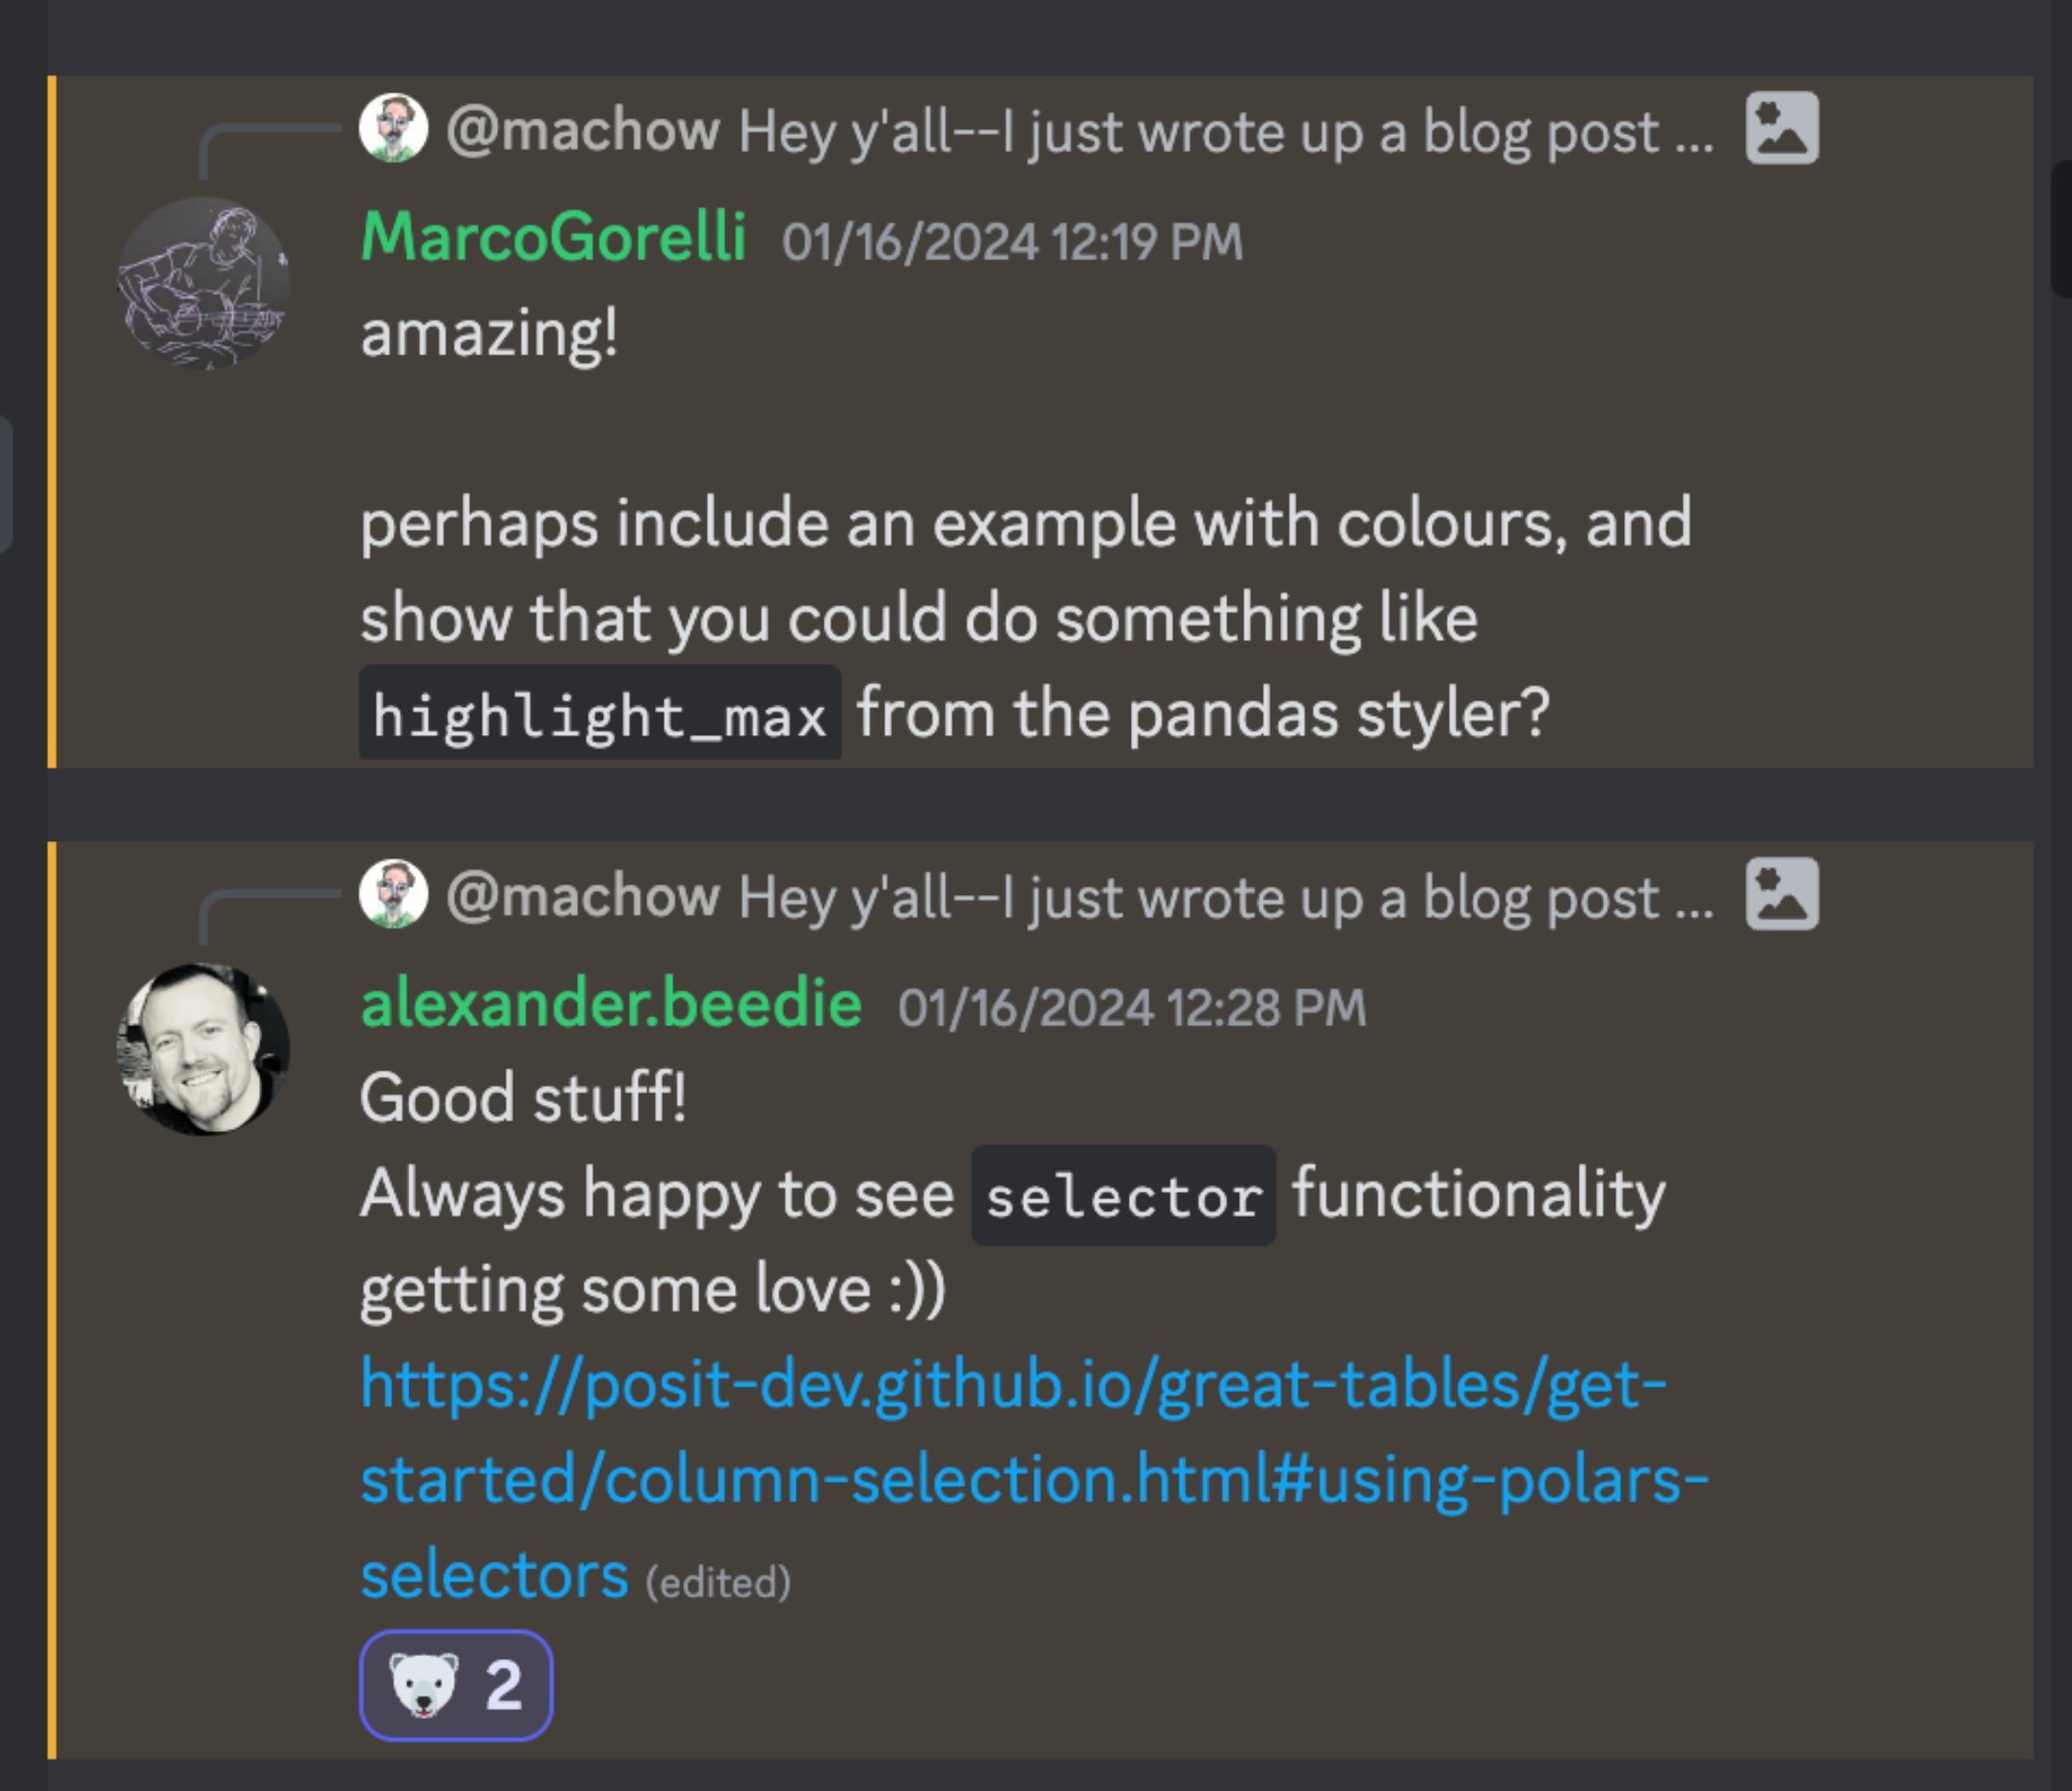 @machow Hey y'all--I just wrote up a blog post ...
MarcoGorelli 01/16/2024 12:19 PM
amazing!
perhaps include an example with colours, and
show that you could do something like
highlight_max from the pandas styler?
@machow Hey y'all--I just wrote up a blog post ...
alexander.beedie 01/16/2024 12:28 PM
Good stuff!
Always happy to see selector functionality
getting some love :))
https://posit-dev.github.io/great-tables/get-
started/column-selection.html#using-polars-
selectors (edited)
2